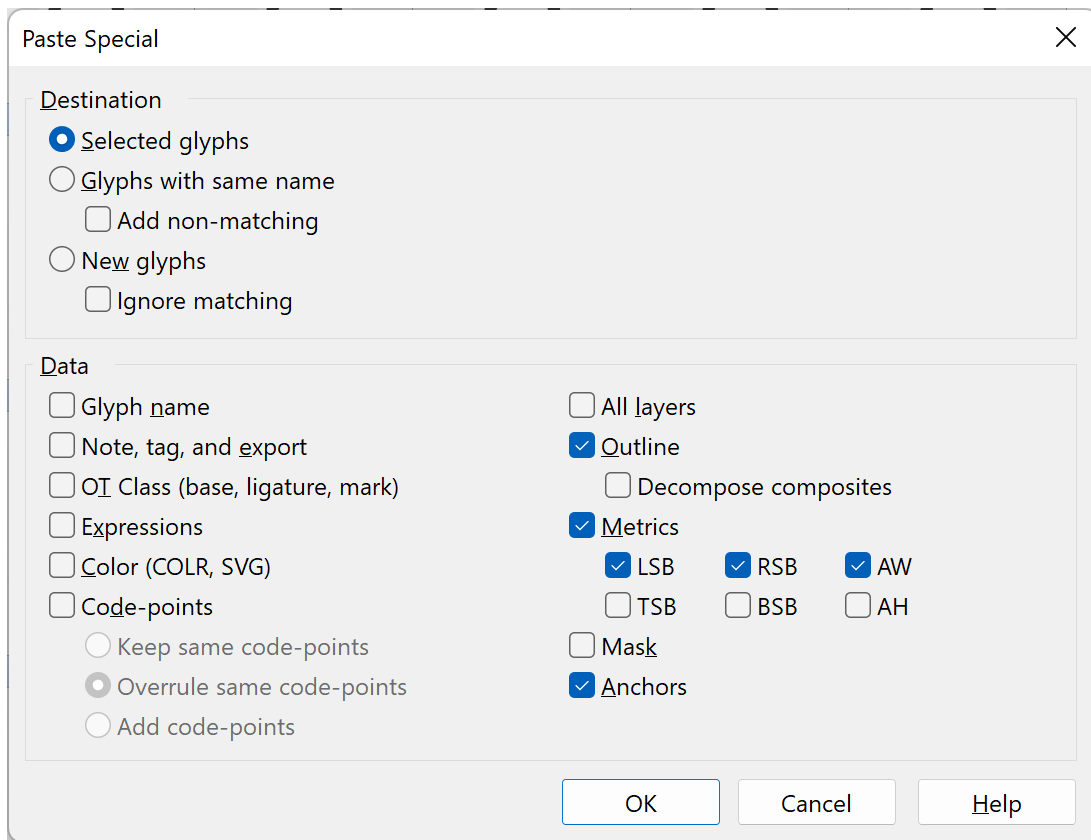 Paste Special
Destination
Selected glyphs
Glyphs with same name
Add non-matching
New glyphs
Ignore matching
Data
Glyph name
Note, tag, and export
OT Class (base, ligature, mark)
Expressions
Color (COLR, SVG)
Code-points
Keep same code-points
Overrule same code-points
Add code-points
All layers
Outline
Decompose composites
Metrics
LSB RSB AW
TSB BSB AH
Mask
Anchors
OK Cancel Help